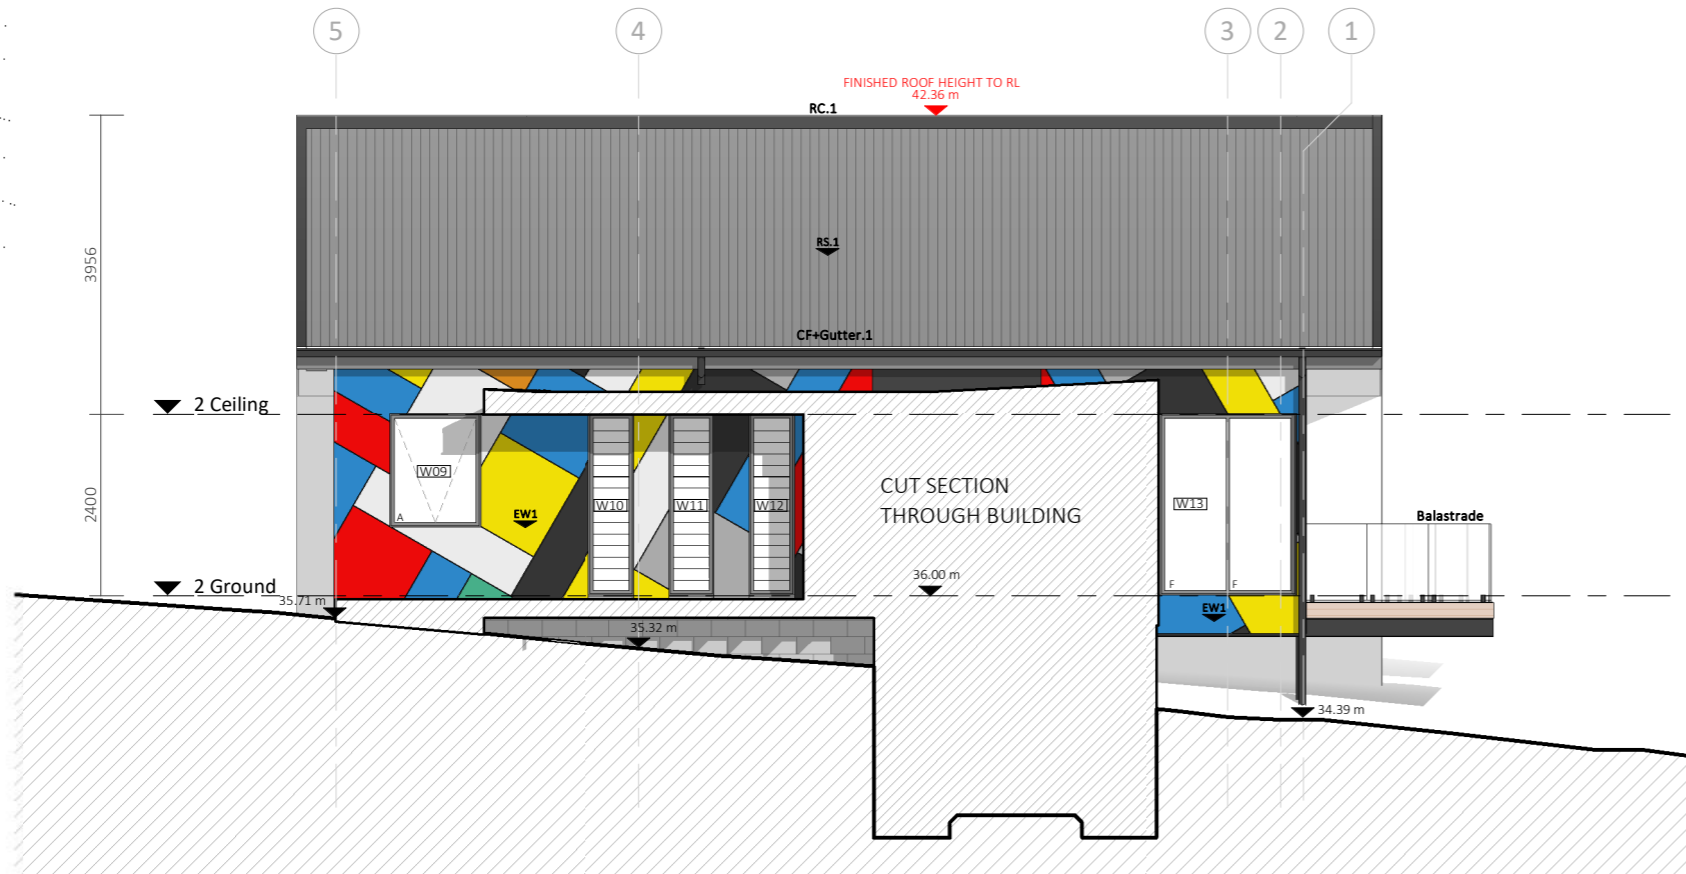 5
4
3
2
1
FINISHED ROOF HEIGHT TO RL
42.36 m
RC.1
3956
RS.1
CF+Gutter.1
2 Ceiling
2400
W09
A
EW1
W10
W11
W12
CUT SECTION
THROUGH BUILDING
W13
Balastrade
2 Ground
36.00 m
F
F
35.71 m
EW1
35.32 m
34.39 m